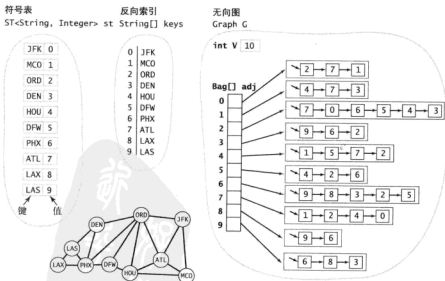 符号表
ST<String, Integer> st
JFK 0
MCO 1
ORD 2
DEN 3
HOU 4
DFW 5
PHX 6
ATL 7
LAX 8
LAS 9
键 值
反向索引
String[] keys
0 JFK
1 MCO
2 ORD
3 DEN
4 HOU
5 DFW
6 PHX
7 ATL
8 LAX
9 LAS
无向图
Graph G
int V 10
Bag[] adj
0
1
2
3
4
5
6
7
8
9
2 7 1
4 7 3
7 0 6 5 4 3
9 6 2
1 5 7 2
4 2 6
9 8 3 2 5
1 2 4 0
9 6
6 8 3
ORD
JFK
DEN
LAS
LAX
PHX
DFW
ATL
HOU
MCO